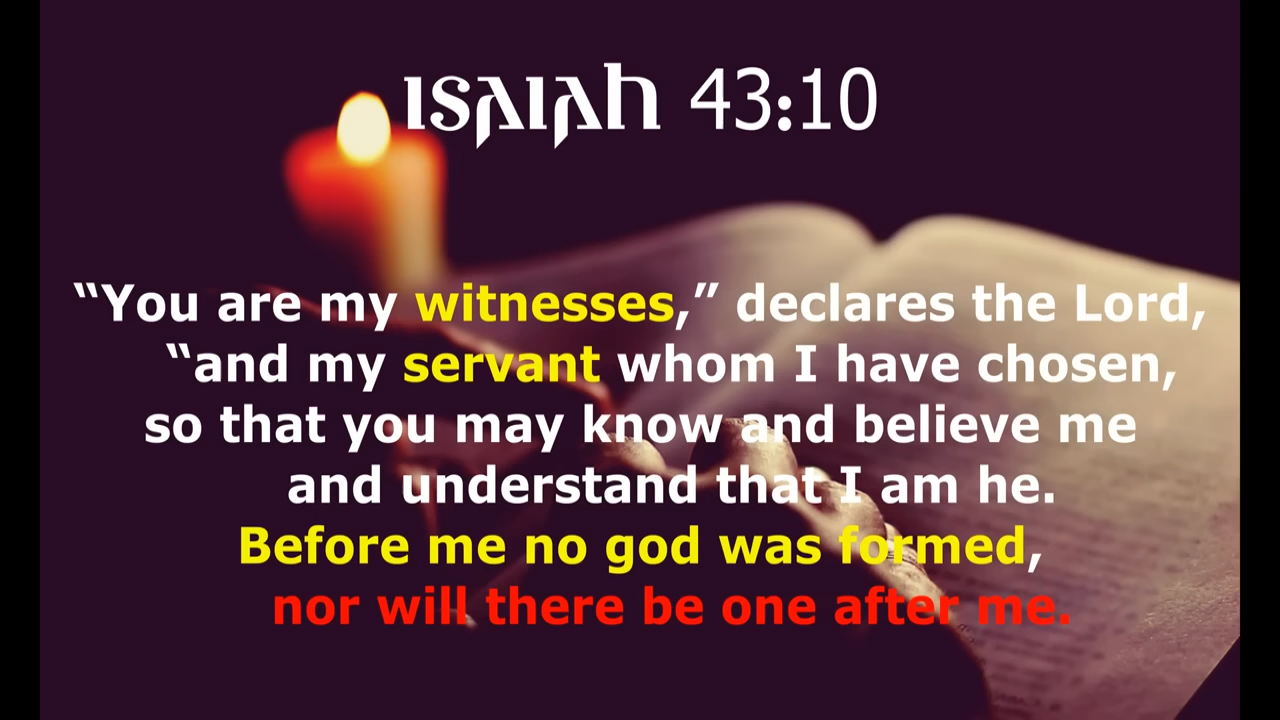 Isaiah 43:10
“You are my witnesses,” declares the Lord,
“and my servant whom I have chosen,
so that you may know and believe me
and understand that I am he.
Before me no god was formed,
nor will there be one after me.